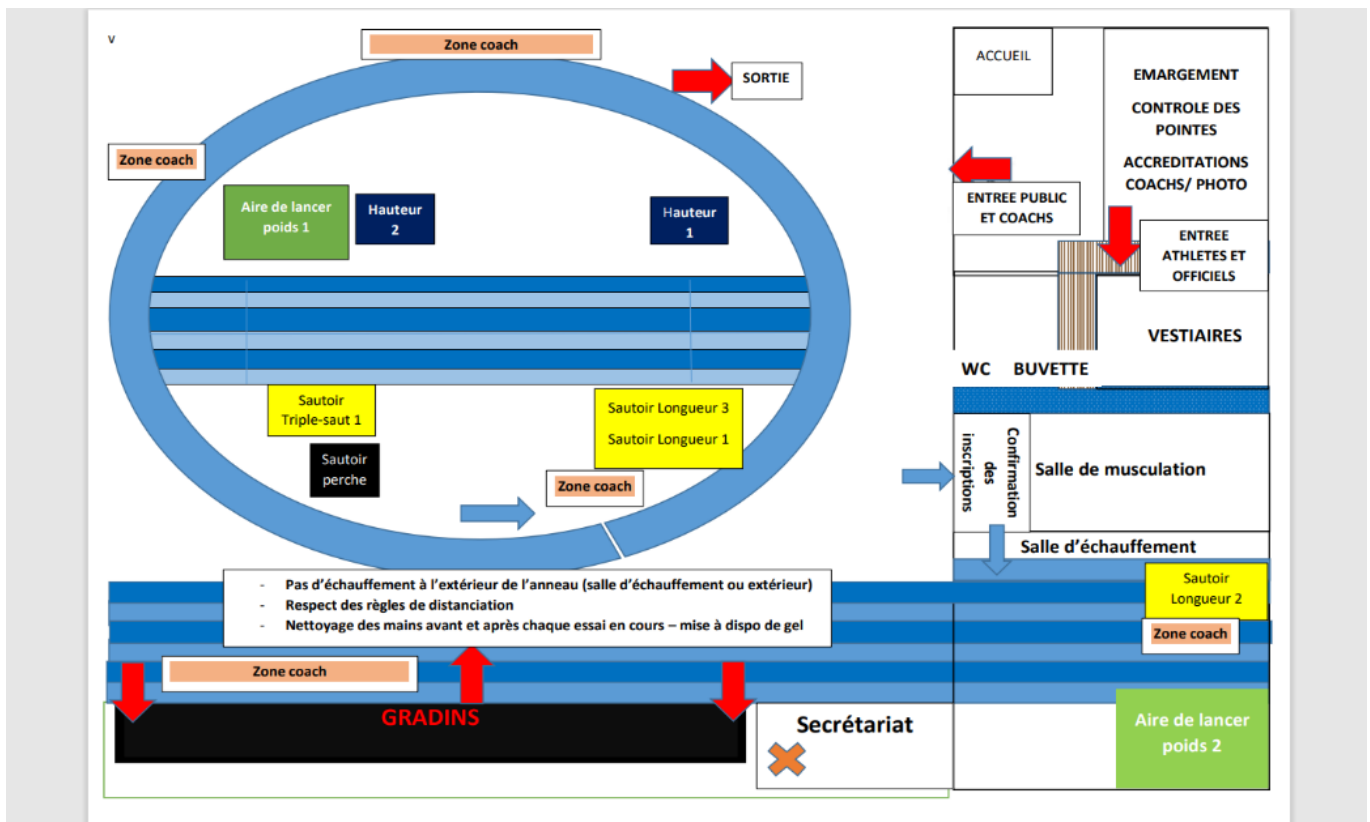 v
Zone coach
SORTIE
Zone coach
Aire de lancer
poids 1
Hauteur
2
Hauteur
1
Sautoir
Triple-saut 1
Sautoir
perche
Sautoir Longueur 3
Sautoir Longueur 1
Zone coach
- Pas d’échauffement à l’extérieur de l’anneau (salle d’échauffement ou extérieur)
- Respect des règles de distanciation
- Nettoyage des mains avant et après chaque essai en cours – mise à dispo de gel
Zone coach
GRADINS
Secrétariat
ACCUEIL
EMARGEMENT
CONTROLE DES
POINTES
ACCREDITATIONS
COACHS/ PHOTO
ENTREE PUBLIC
ET COACHS
ENTREE
ATHLETES ET
OFFICIELS
VESTIAIRES
WC BUVETTE
Confirmation
des
inscriptions
Salle de musculation
Salle d’échauffement
Sautoir
Longueur 2
Zone coach
Aire de lancer
poids 2